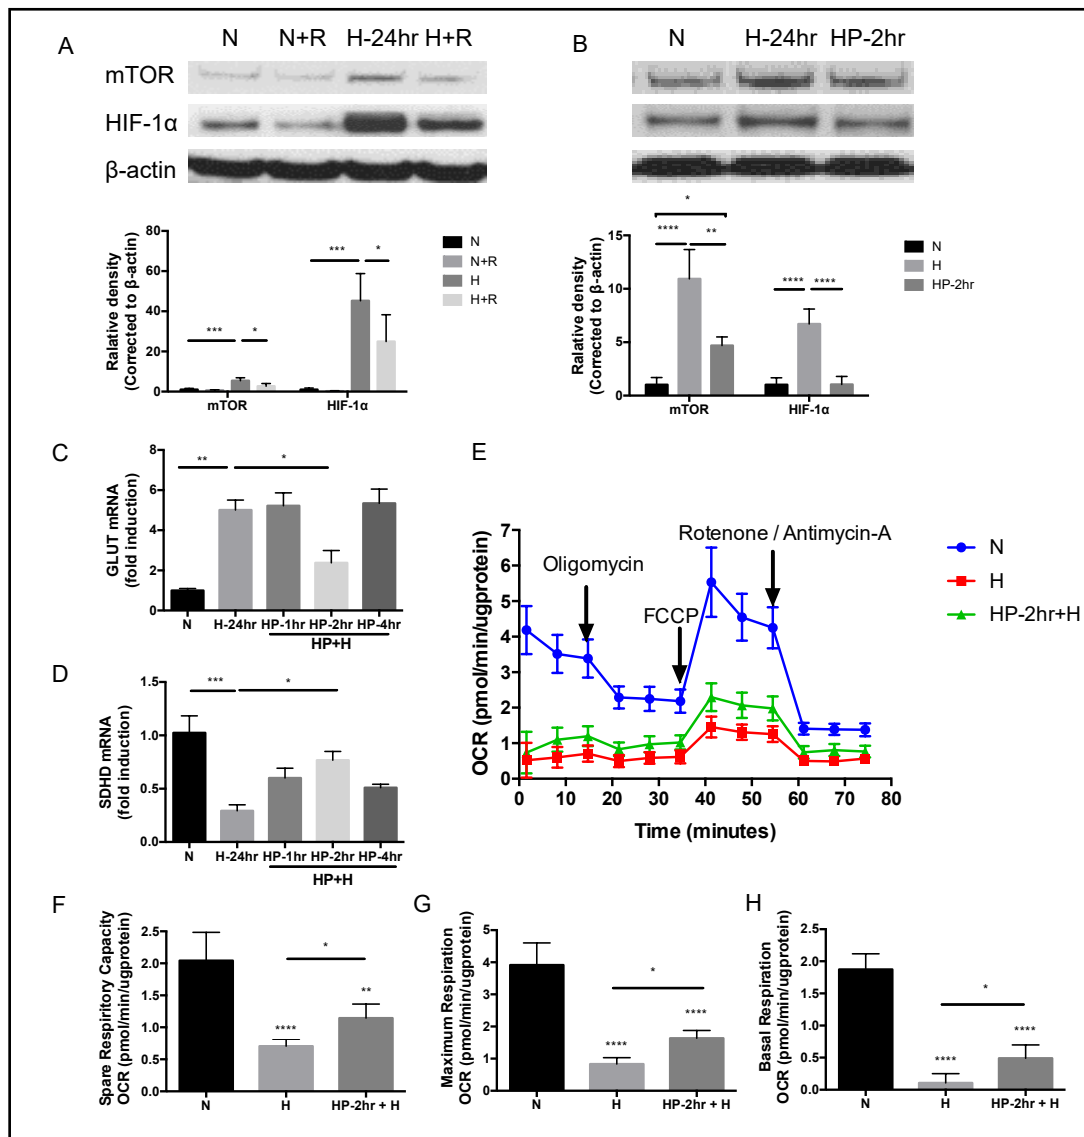 A
N N+R H-24hr H+R
mTOR
HIF-1α
β-actin
Ralative density
(Corrected to β-actin)
80
60
40
20
0
***
*
***
*
mTOR HIF-1α
N
N+R
H
H+R
B
N H-24hr HP-2hr
Ralative density
(Corrected to β-actin)
15
10
5
0
*
**** **
**** ****
mTOR HIF-1α
N
H
HP-2hr
C
GLUT mRNA
(fold induction)
8
6
4
2
0
** *
N H-24hr HP-1hr HP-2hr HP-4hr
HP+H
D
SDHD mRNA
(fold induction)
1.5
1.0
0.5
0.0
*** *
N H-24hr HP-1hr HP-2hr HP-4hr
HP+H
E
OCR (pmol/min/ugprotein)
7
6
5
4
3
2
1
0
Oligomycin
FCCP
Rotenone / Antimycin-A
0 10 20 30 40 50 60 70 80
Time (minutes)
N
H
HP-2hr+H
F
Spare Respiritory Capacity
OCR (pmol/min/ugprotein)
2.5
2.0
1.5
1.0
0.5
0.0
*
****
**
N H HP-2hr + H
G
Maximum Respiration
OCR (pmol/min/ugprotein)
5
4
3
2
1
0
*
****
****
N H HP-2hr + H
H
Basal Respiration
OCR (pmol/min/ugprotein)
2.5
2.0
1.5
1.0
0.5
0.0
*
****
****
N H HP-2hr + H